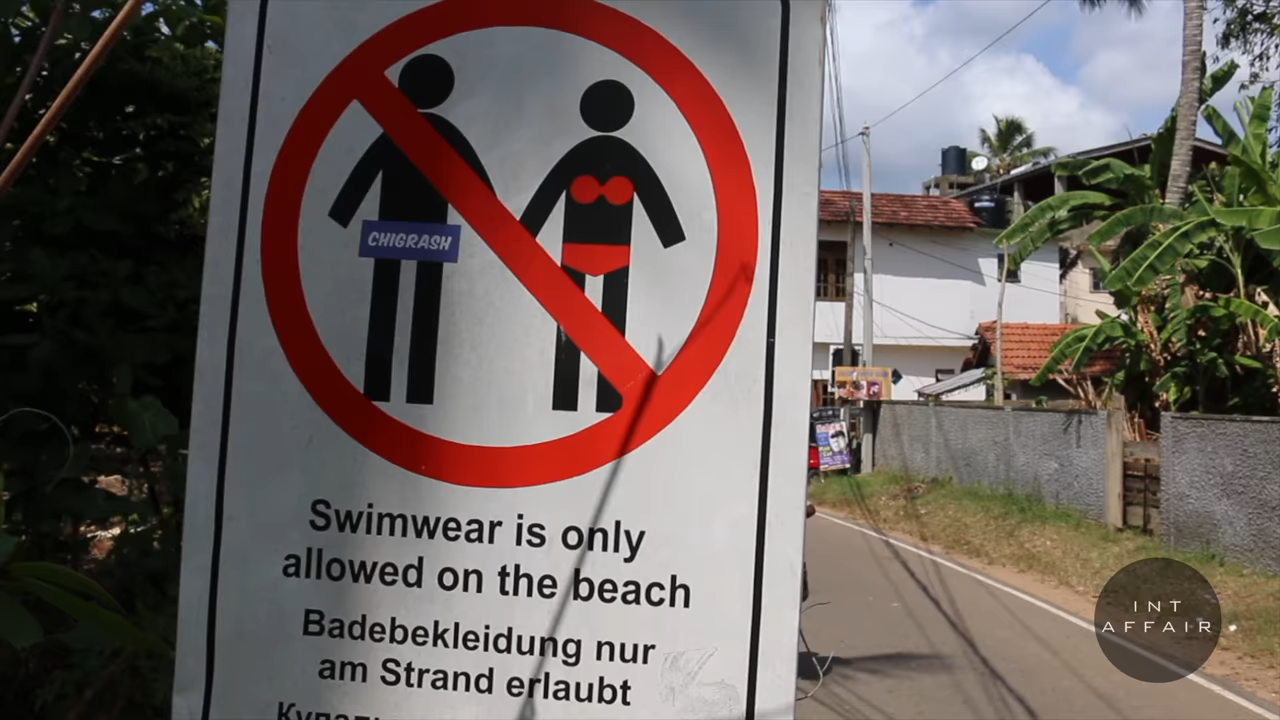 CHIGRASH
Swimwear is only
allowed on the beach
Badebekleidung nur
am Strand erlaubt
INT
AFFAIR